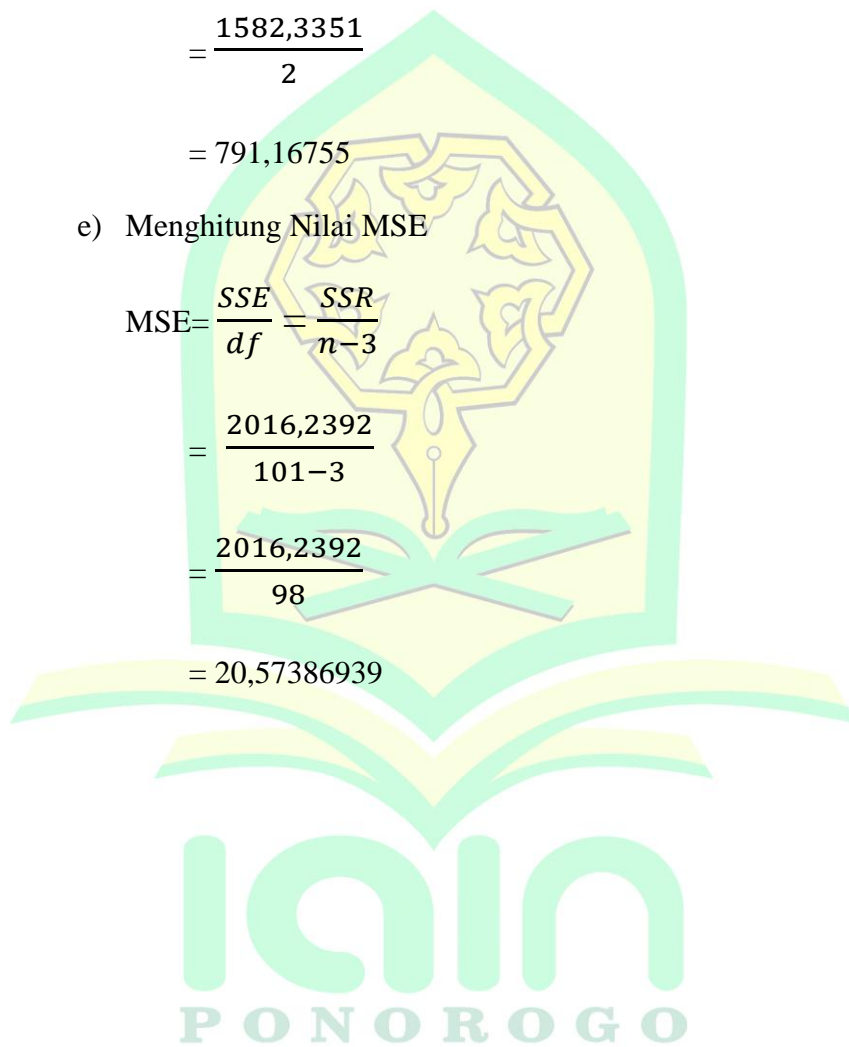 = 1582,3351 / 2
= 791,16755
e) Menghitung Nilai MSE
MSE= SSE / df = SSR / n−3
= 2016,2392 / 101−3
= 2016,2392 / 98
= 20,57386939
IAIN
PONOROGO